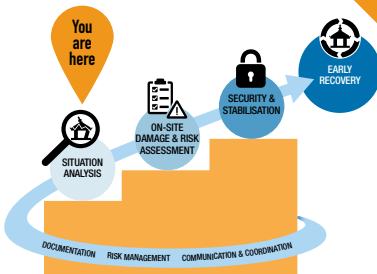 You
are
here
SITUATION
ANALYSIS
ON-SITE
DAMAGE & RISK
ASSESSMENT
SECURITY &
STABILISATION
EARLY
RECOVERY
DOCUMENTATION RISK MANAGEMENT COMMUNICATION & COORDINATION